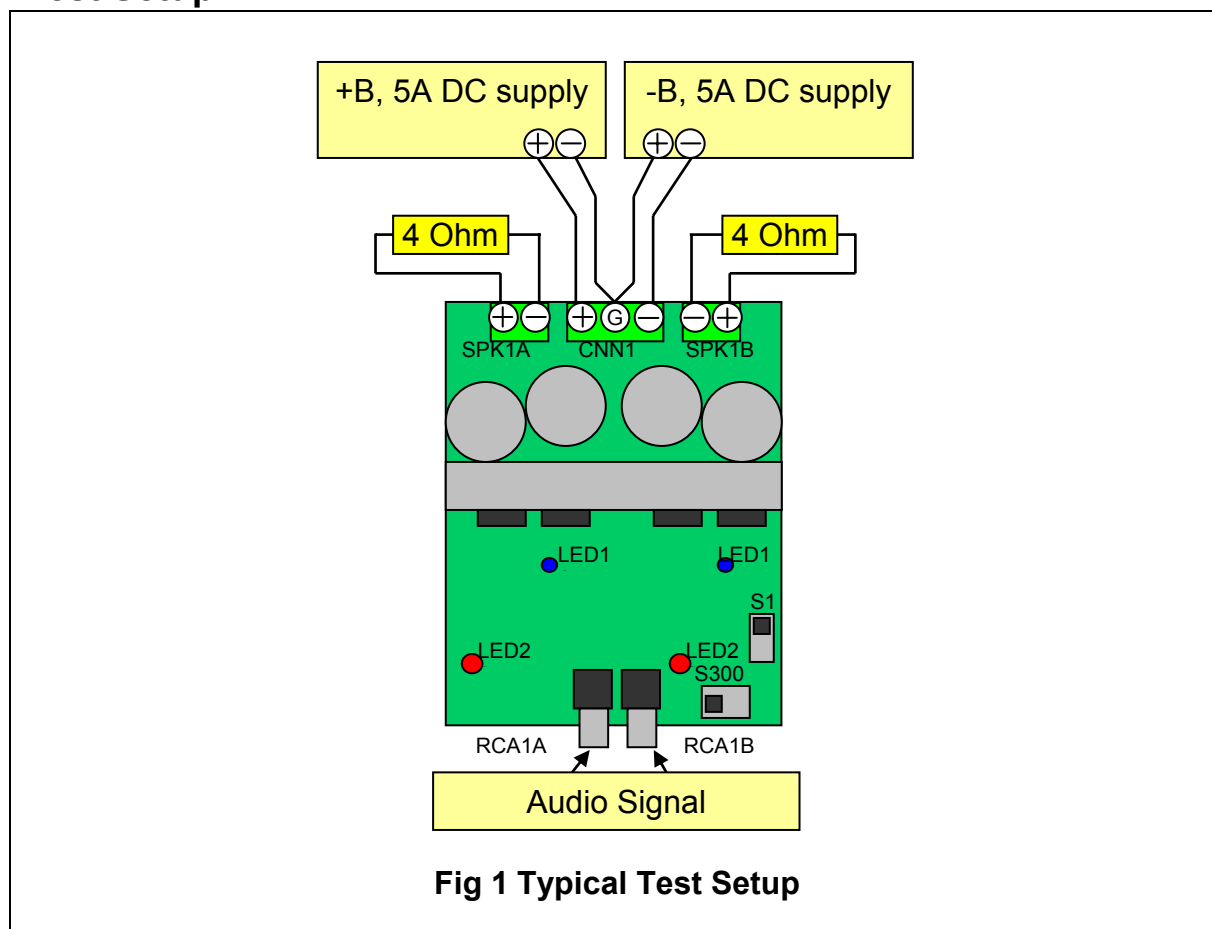 +B, 5A DC supply
-B, 5A DC supply
+ −
+ −
4 Ohm
4 Ohm
+ −
+ G −
− +
SPK1A
CNN1
SPK1B
LED1
LED1
S1
LED2
LED2
S300
RCA1A
RCA1B
Audio Signal
Fig 1 Typical Test Setup